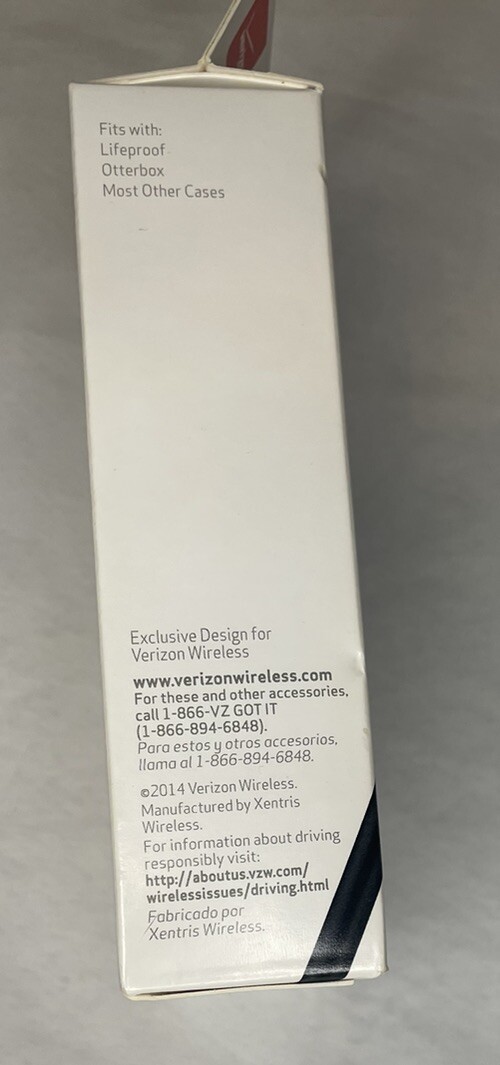 Fits with:
Lifeproof
Otterbox
Most Other Cases
Exclusive Design for
Verizon Wireless
www.verizonwireless.com
For these and other accessories,
call 1-866-VZ GOT IT
(1-866-894-6848).
Para estos y otros accesorios,
llama al 1-866-894-6848.
©2014 Verizon Wireless.
Manufactured by Xentris
Wireless.
For information about driving
responsibly visit:
http://aboutus.vzw.com/
wirelessissues/driving.html
Fabricado por
Xentris Wireless.